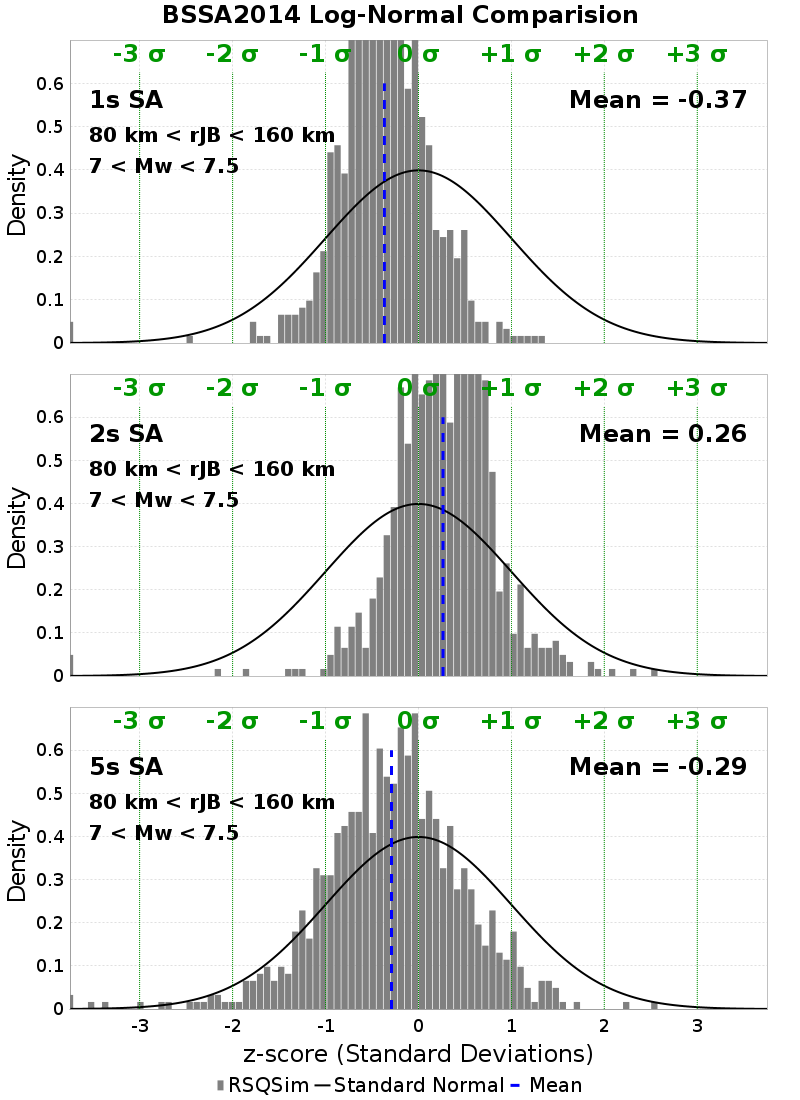 BSSA2014 Log-Normal Comparision
-3 σ -2 σ -1 σ 0 σ +1 σ +2 σ +3 σ
1s SA
Mean = -0.37
80 km < rJB < 160 km
7 < Mw < 7.5
Density
0.6
0.5
0.4
0.3
0.2
0.1
0
-3 σ -2 σ -1 σ 0 σ +1 σ +2 σ +3 σ
2s SA
Mean = 0.26
80 km < rJB < 160 km
7 < Mw < 7.5
Density
0.6
0.5
0.4
0.3
0.2
0.1
0
-3 σ -2 σ -1 σ 0 σ +1 σ +2 σ +3 σ
5s SA
Mean = -0.29
80 km < rJB < 160 km
7 < Mw < 7.5
Density
0.6
0.5
0.4
0.3
0.2
0.1
0
-3 -2 -1 0 1 2 3
z-score (Standard Deviations)
RSQSim Standard Normal Mean